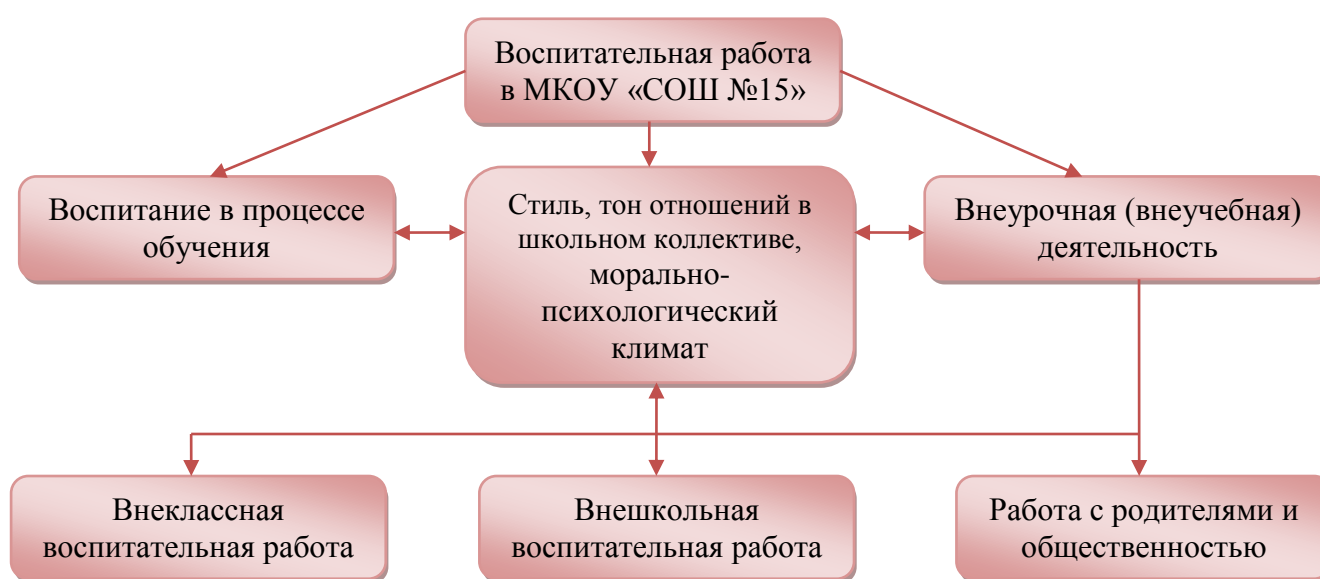 Воспитательная работа
в МКОУ «СОШ №15»
Воспитание в процессе
обучения
Стиль, тон отношений в
школьном коллективе,
морально-
психологический
климат
Внеурочная (внеучебная)
деятельность
Внеклассная
воспитательная работа
Внешкольная
воспитательная работа
Работа с родителями и
общественностью